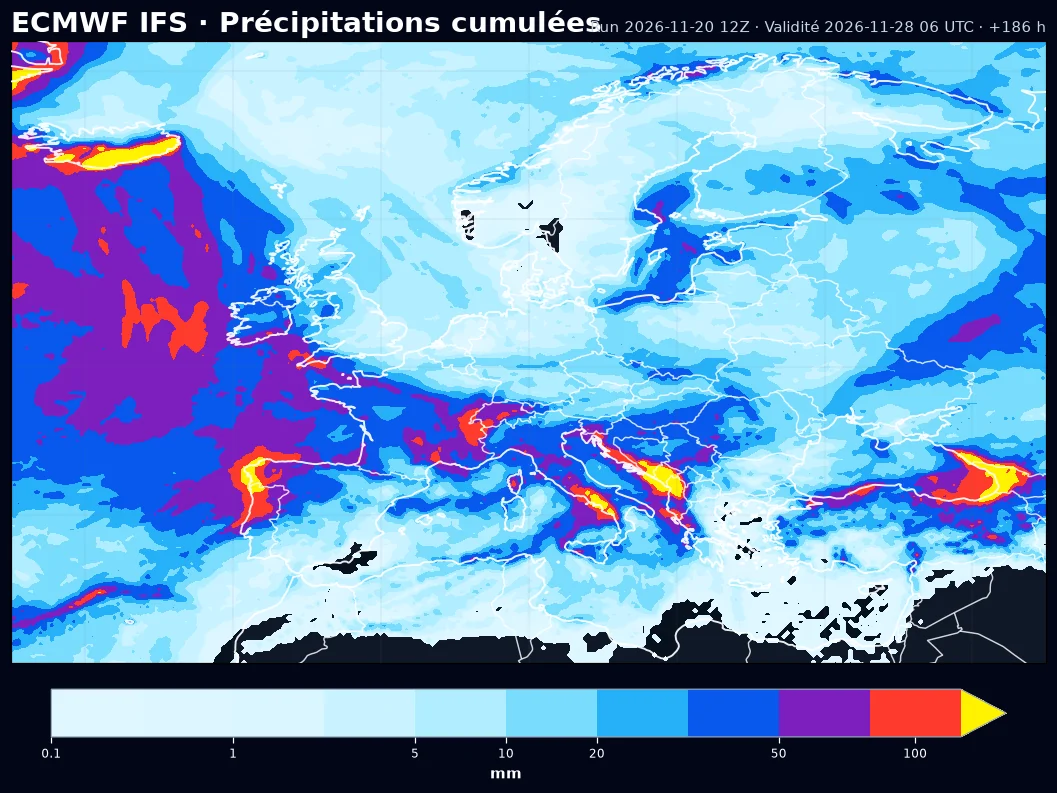 ECMWF IFS · Précipitations cumulées
Run 2026-11-20 12Z · Validité 2026-11-28 06 UTC · +186 h
0.1 1 5 10 20 50 100
mm